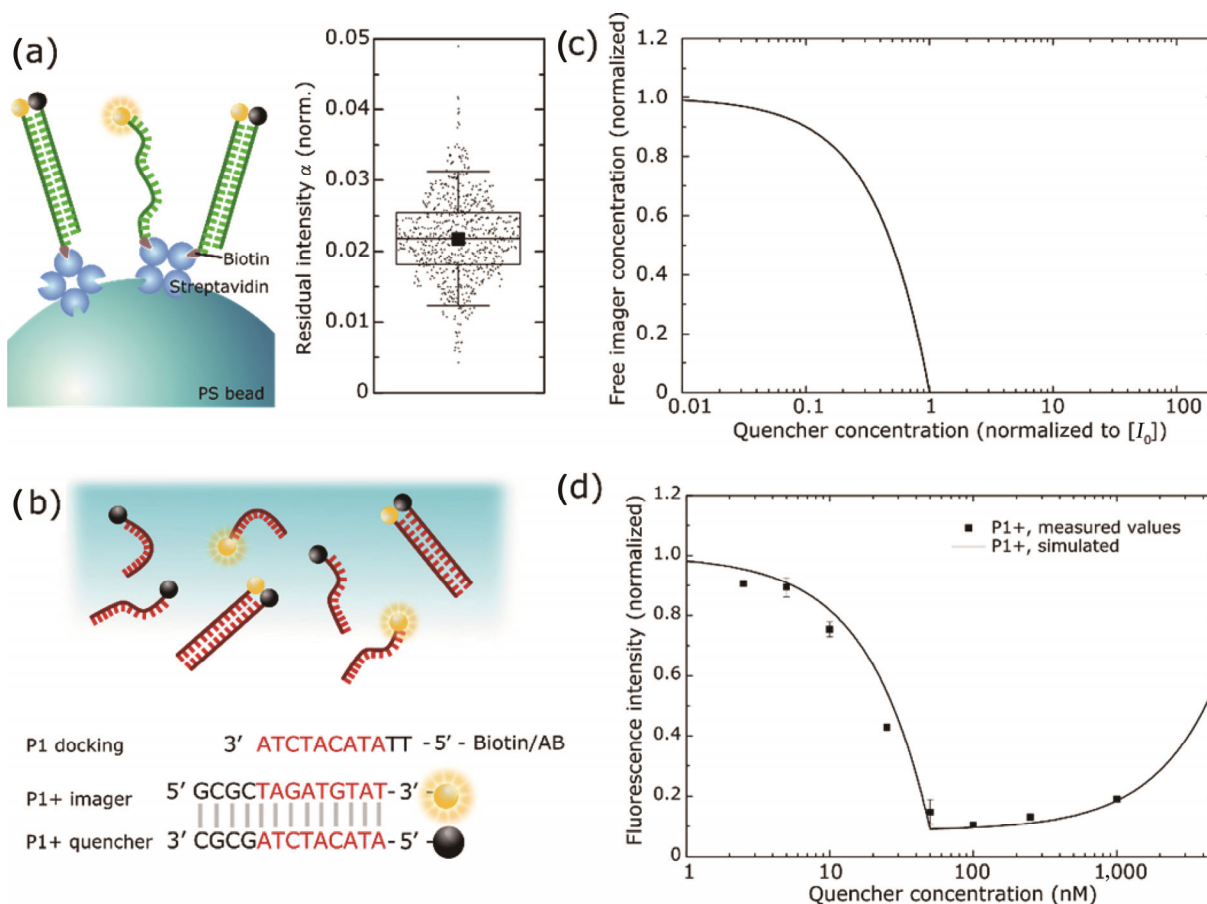 (a)
Biotin
Streptavidin
PS bead
Residual intensity α (norm.)
0.05
0.04
0.03
0.02
0.01
0
(c)
Free imager concentration (normalized)
1.2
1.0
0.8
0.6
0.4
0.2
0
0.01 0.1 1 10 100
Quencher concentration (normalized to [I0])
(b)
P1 docking 3′ ATCTACATATT -5′- Biotin/AB
P1+ imager 5′ GCGCTAGATGTAT-3′-
P1+ quencher 3′ CGCGATCTACATA-5′-
(d)
Fluorescence intensity (normalized)
1.2
1.0
0.8
0.6
0.4
0.2
0
P1+, measured values
P1+, simulated
1 10 100 1,000
Quencher concentration (nM)